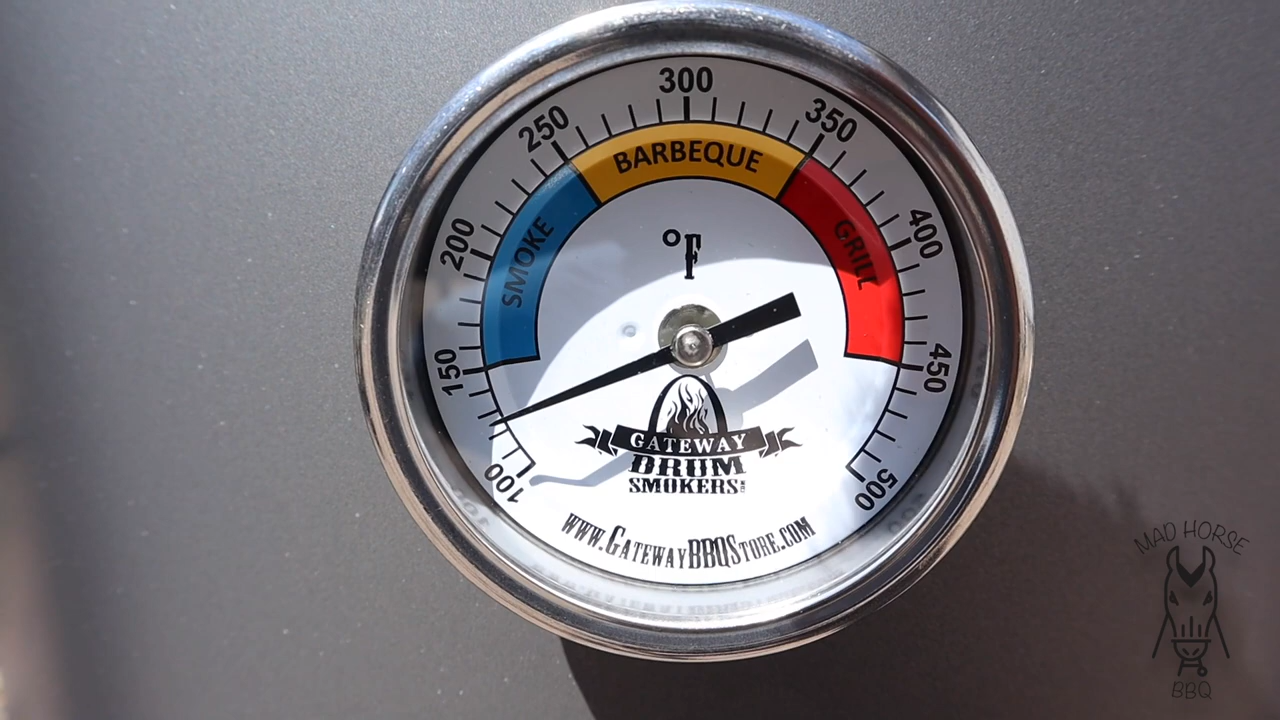 300
250
350
BARBEQUE
200
SMOKE
GRILL
400
°F
150
450
GATEWAY
DRUM
SMOKERS
100
500
www.GatewayBBQStore.com
MAD HORSE
BBQ